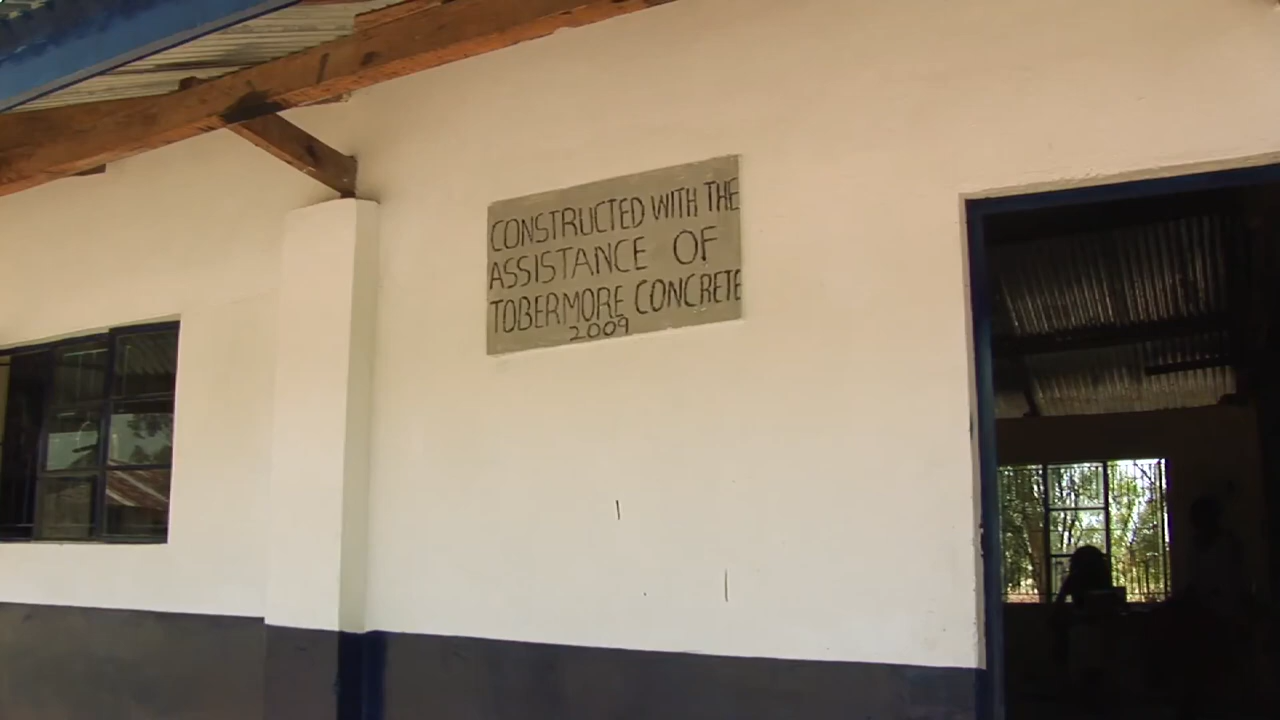 CONSTRUCTED WITH THE
ASSISTANCE OF
TOBERMORE CONCRETE
2009